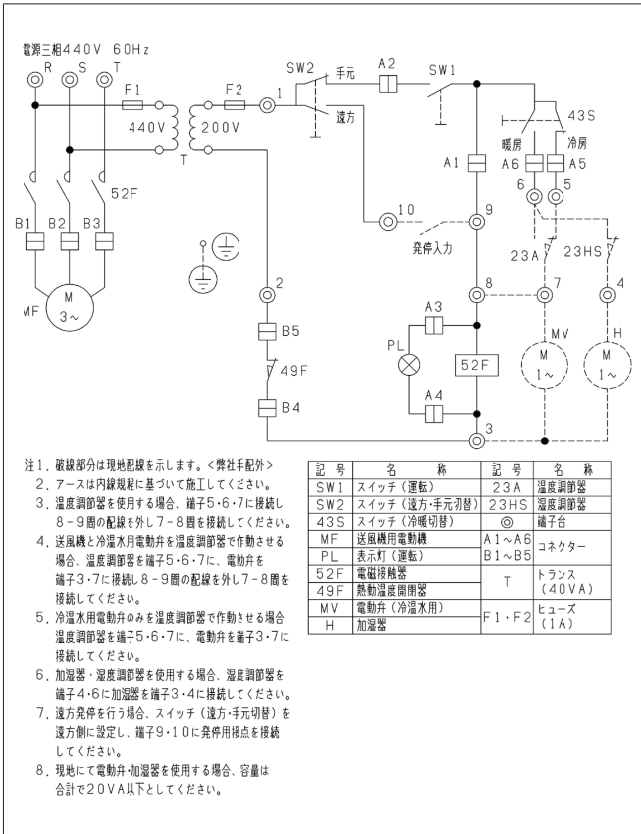 電源三相440V 60Hz
R S T
F1
F2
1
440V
200V
T
SW2
手元
遠方
A2
SW1
43S
暖房
冷房
A1
A6
A5
6
5
52F
B1
B2
B3
10
9
発停入力
23A
23HS
MF
M
3~
2
8
7
4
B5
A3
MV
H
PL
49F
52F
M
1~
M
1~
A4
B4
3
注1. 破線部分は現地配線を示します。<弊社手配外>
2. アースは内線規程に基づいて施工してください。
3. 温度調節器を使用する場合、端子5・6・7に接続し
8-9間の配線を外し7-8間を接続してください。
4. 送風機と冷温水用電動弁を温度調節器で作動させる
場合、温度調節器を端子5・6・7に、電動弁を
端子3・7に接続し8-9間の配線を外し7-8間を
接続してください。
5. 冷温水用電動弁のみを温度調節器で作動させる場合
温度調節器を端子5・6・7に、電動弁を端子3・7に
接続してください。
6. 加湿器・湿度調節器を使用する場合、湿度調節器を
端子4・6に加湿器を端子3・4に接続してください。
7. 遠方発停を行う場合、スイッチ(遠方・手元切替)を
遠方側に設定し、端子9・10に発停用接点を接続
してください。
8. 現地にて電動弁・加湿器を使用する場合、容量は
合計で20VA以下としてください。
記号 名称 記号 名称
SW1 スイッチ(運転) 23A 温度調節器
SW2 スイッチ(遠方・手元切替) 23HS 湿度調節器
43S スイッチ(冷暖切替) ◎ 端子台
MF 送風機用電動機 A1~A6 B1~B5 コネクター
PL 表示灯(運転)
52F 電磁接触器 T トランス(40VA)
49F 熱動温度開閉器
MV 電動弁(冷温水用) F1・F2 ヒューズ(1A)
H 加湿器